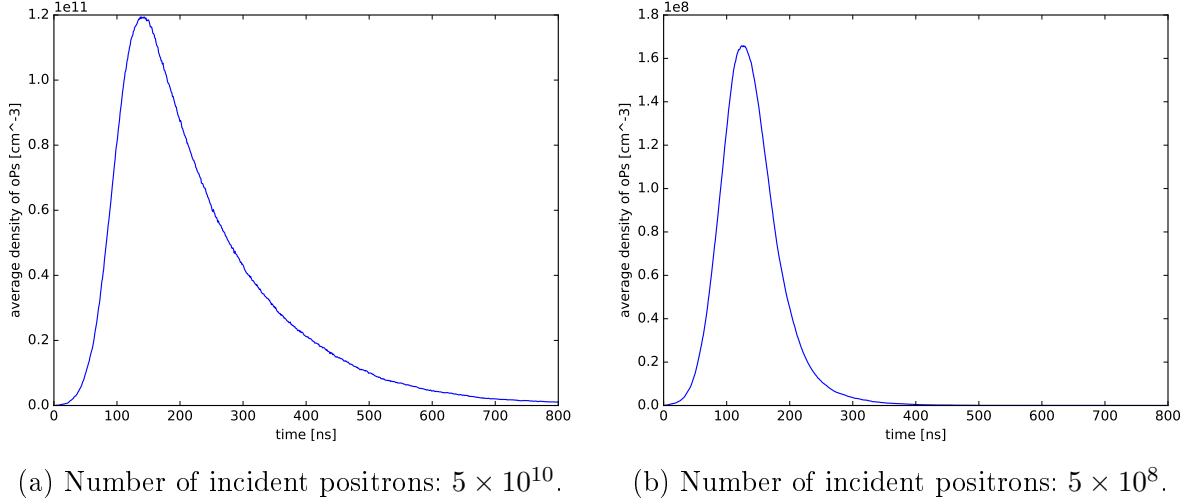 1e11
1.2
1.0
0.8
0.6
0.4
0.2
0.0
average density of oPs [cm^-3]
0 100 200 300 400 500 600 700 800
time [ns]
(a) Number of incident positrons: 5 × 10^10.
1e8
1.8
1.6
1.4
1.2
1.0
0.8
0.6
0.4
0.2
0.0
average density of oPs [cm^-3]
0 100 200 300 400 500 600 700 800
time [ns]
(b) Number of incident positrons: 5 × 10^8.